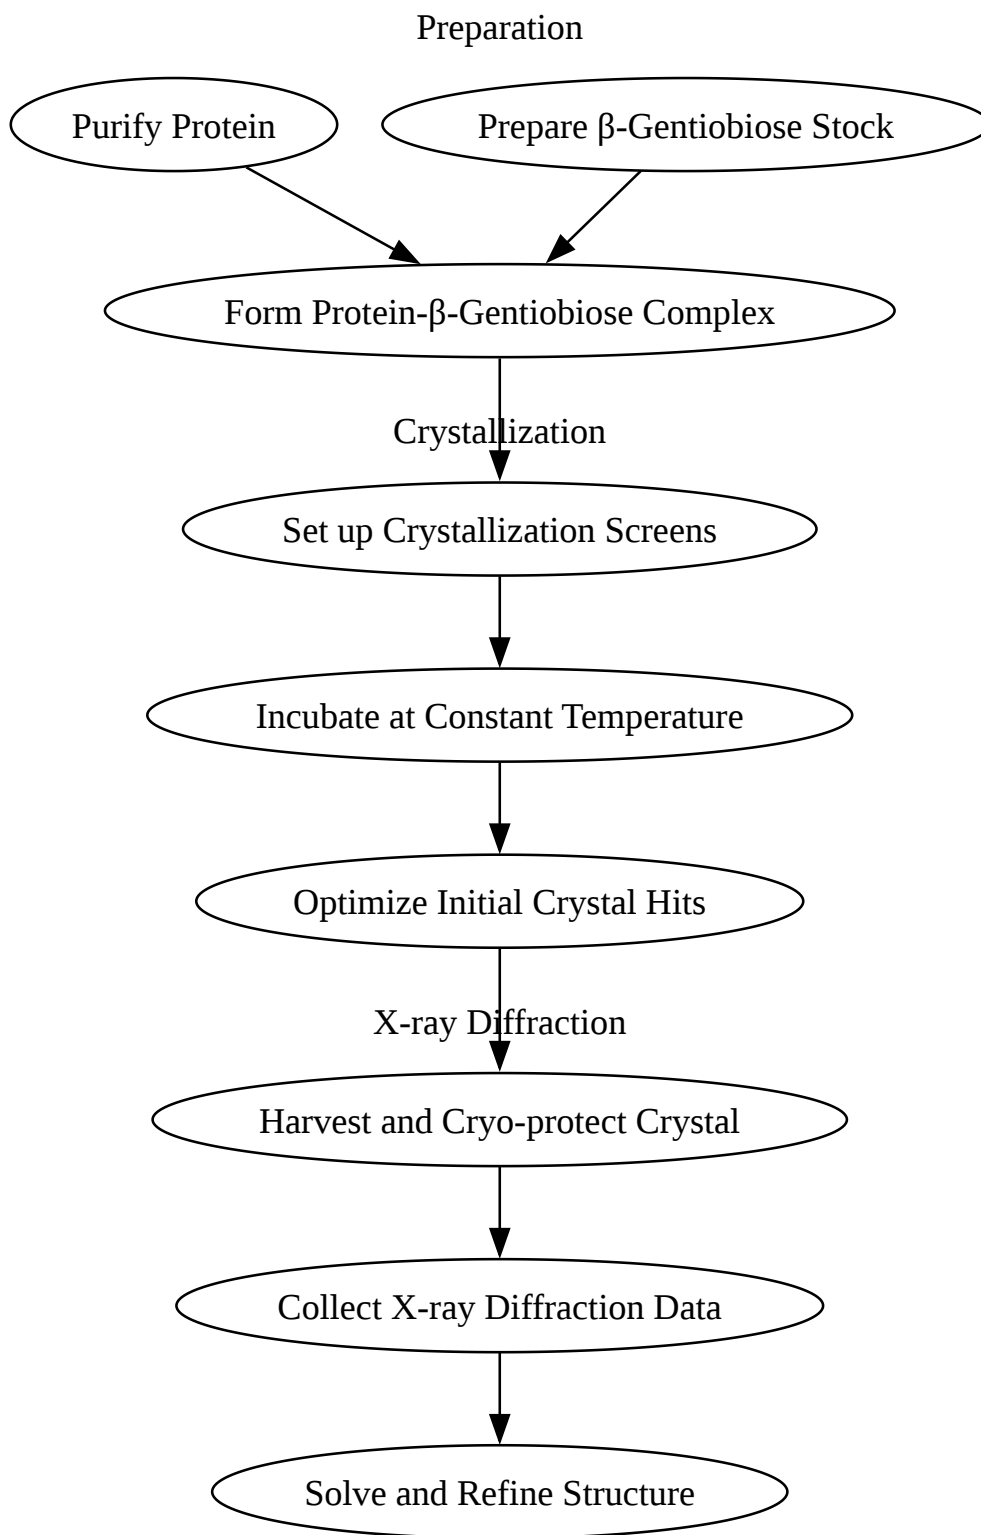 Preparation
Purify Protein
Prepare β-Gentiobiose Stock
Form Protein-β-Gentiobiose Complex
Crystallization
Set up Crystallization Screens
Incubate at Constant Temperature
Optimize Initial Crystal Hits
X-ray Diffraction
Harvest and Cryo-protect Crystal
Collect X-ray Diffraction Data
Solve and Refine Structure